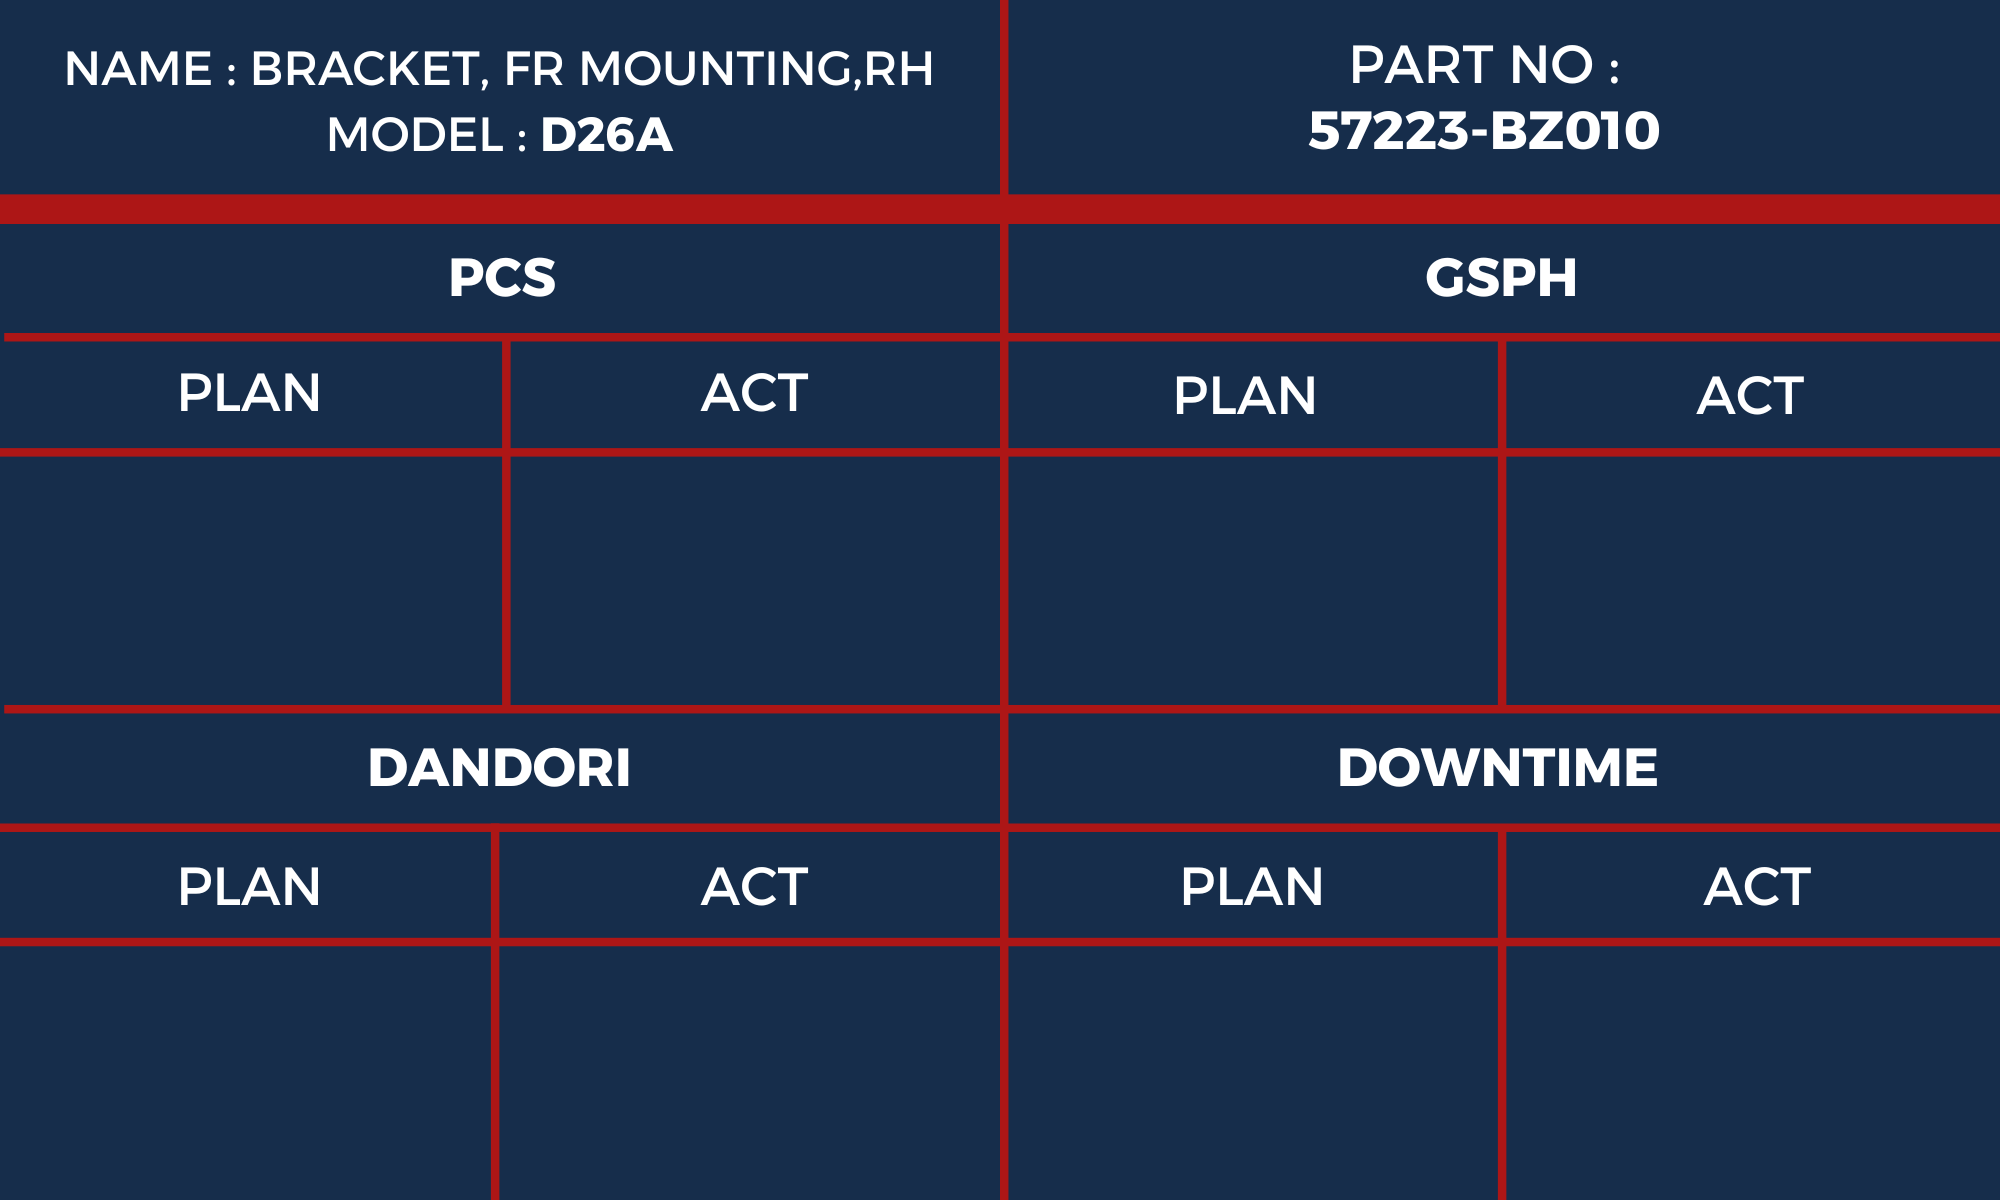 NAME : BRACKET, FR MOUNTING,RH
MODEL : D26A
PART NO :
57223-BZ010
PCS
GSPH
PLAN
ACT
PLAN
ACT
DANDORI
DOWNTIME
PLAN
ACT
PLAN
ACT